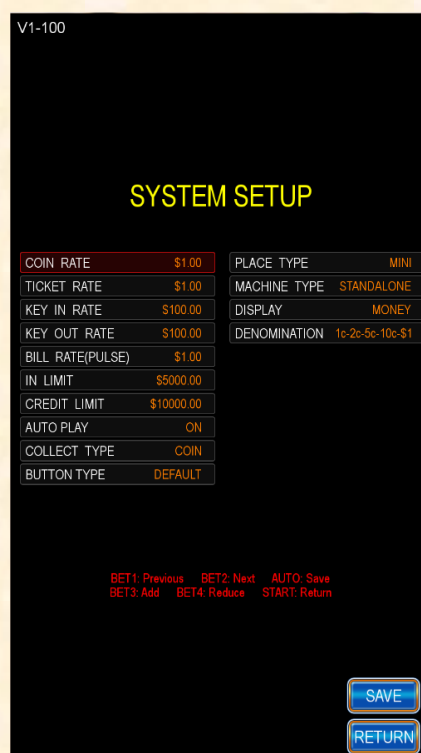 V1-100
SYSTEM SETUP
COIN RATE $1.00
TICKET RATE $1.00
KEY IN RATE $100.00
KEY OUT RATE $100.00
BILL RATE(PULSE) $1.00
IN LIMIT $5000.00
CREDIT LIMIT $10000.00
AUTO PLAY ON
COLLECT TYPE COIN
BUTTON TYPE DEFAULT
PLACE TYPE MINI
MACHINE TYPE STANDALONE
DISPLAY MONEY
DENOMINATION 1c-2c-5c-10c-$1
BET1: Previous BET2: Next AUTO: Save
BET3: Add BET4: Reduce START: Return
SAVE
RETURN